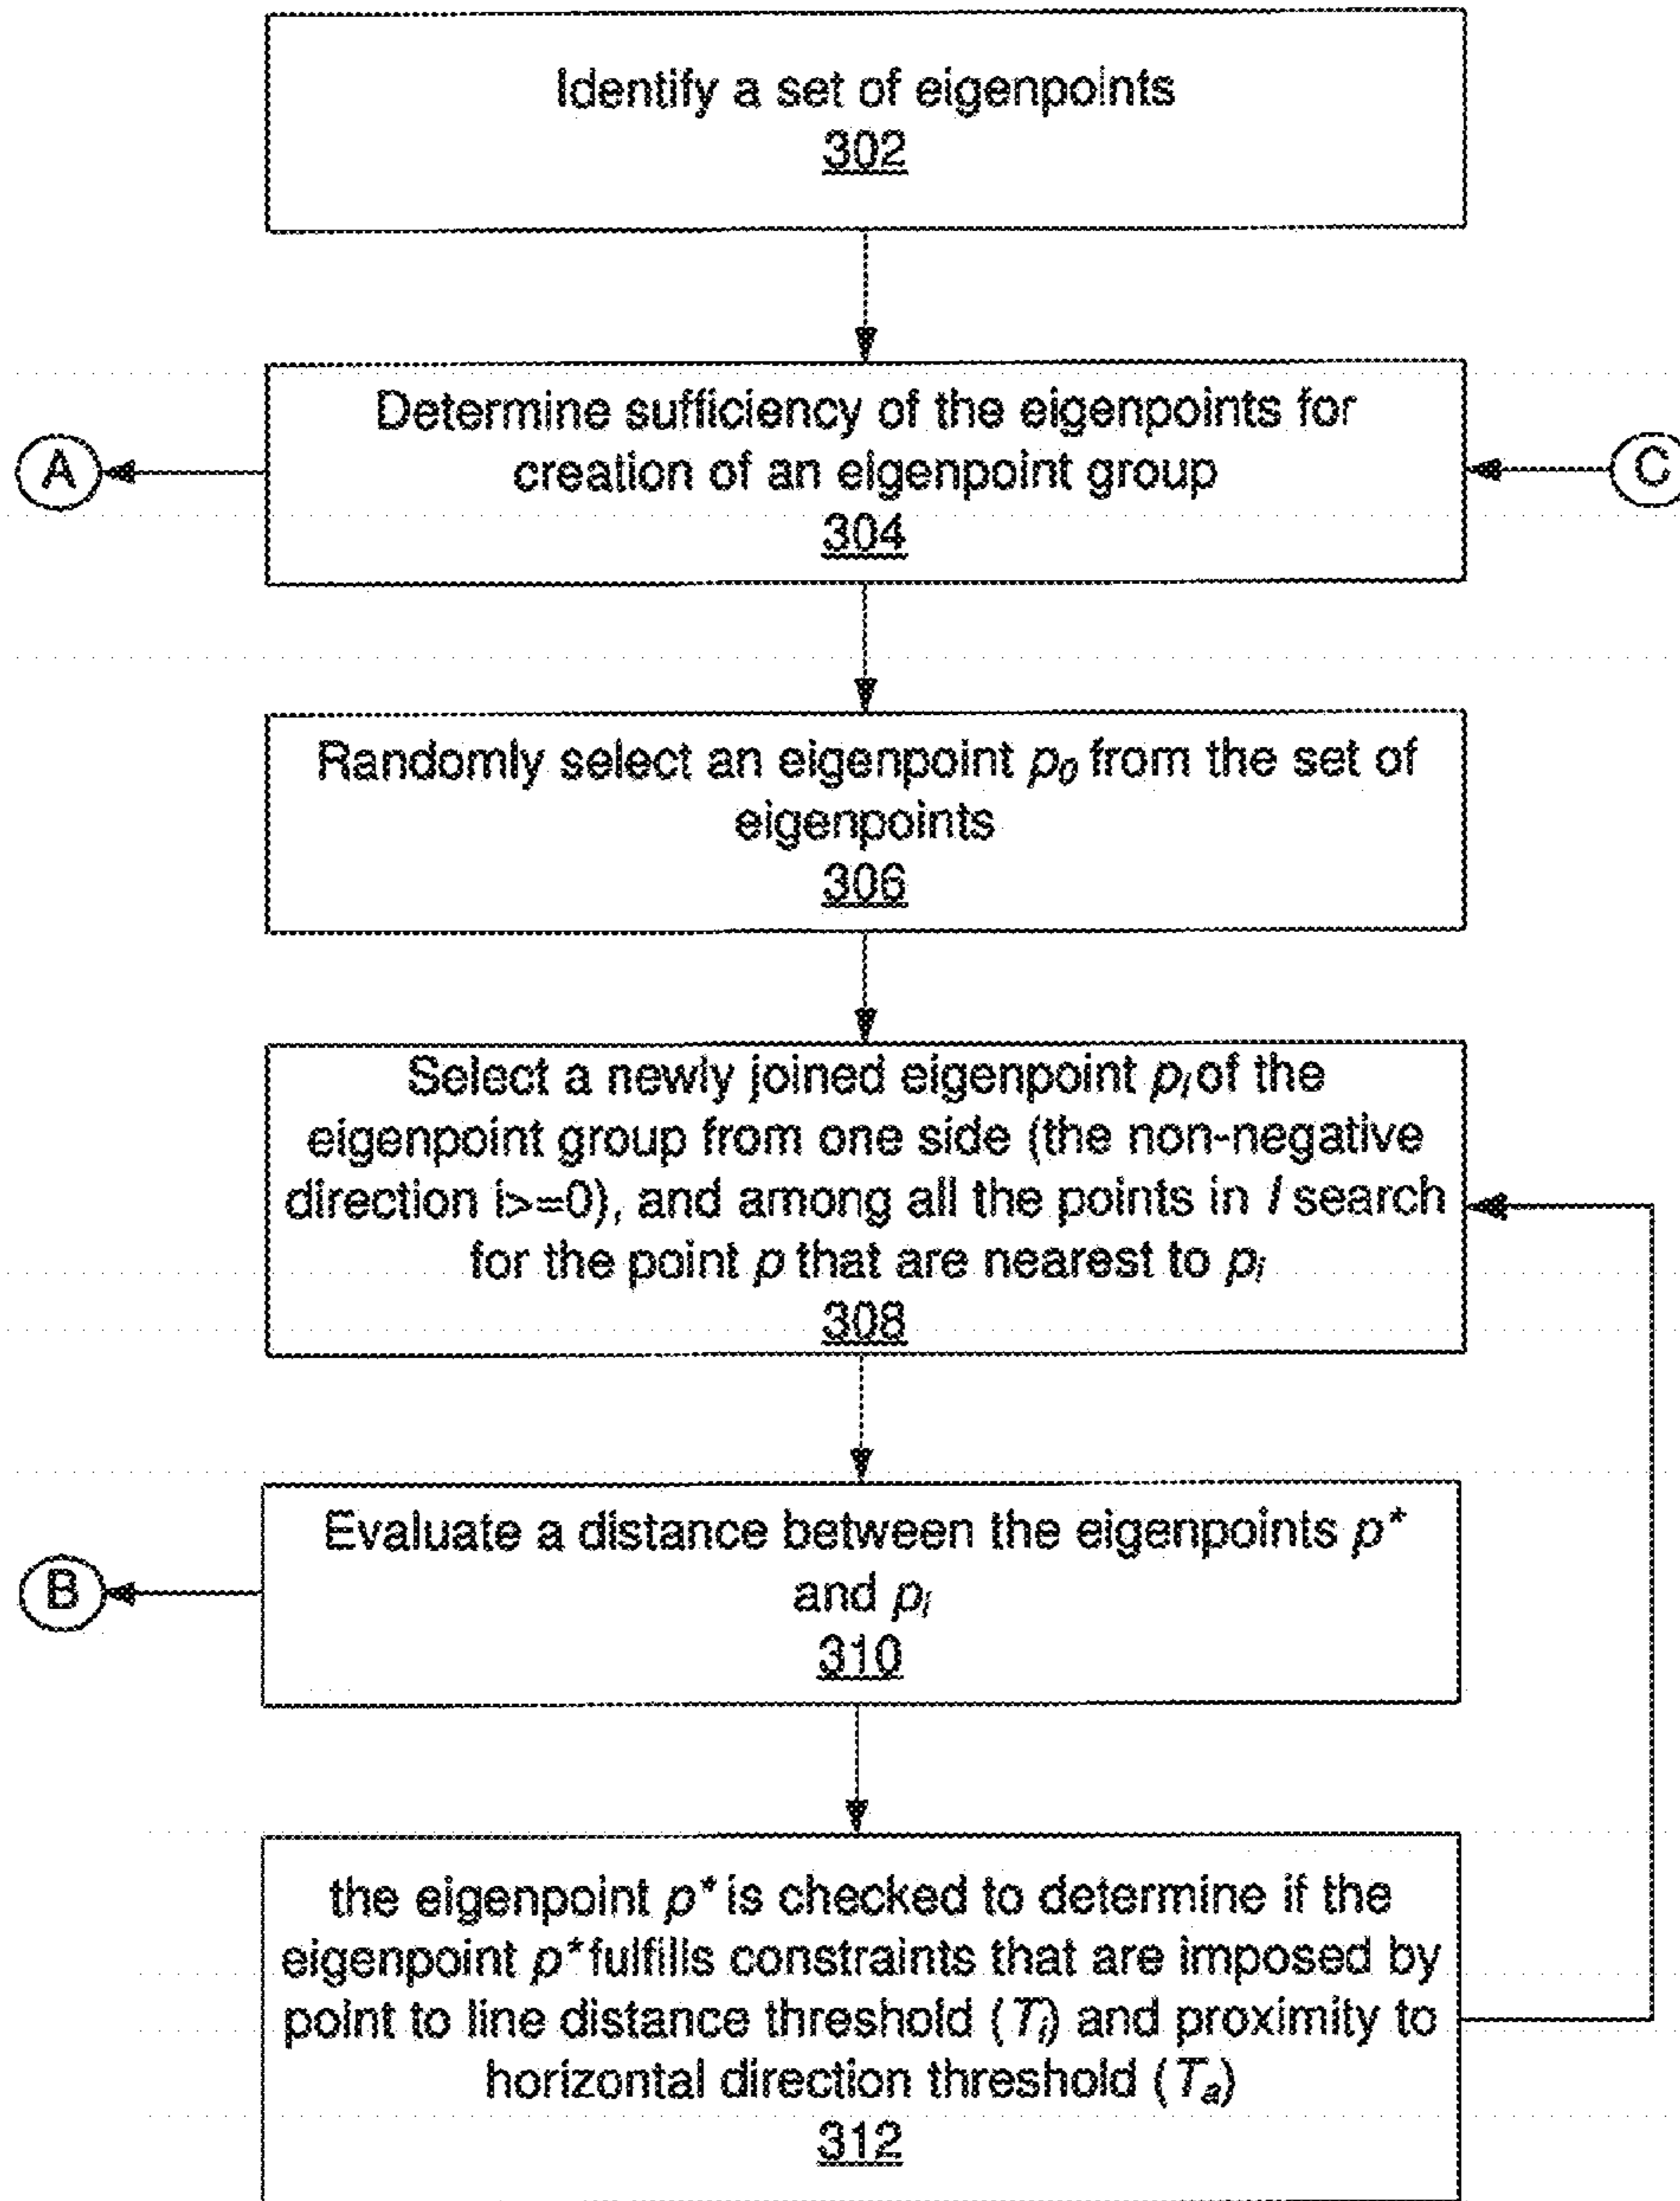 Identify a set of eigenpoints
302
Determine sufficiency of the eigenpoints for
creation of an eigenpoint group
304
A
C
Randomly select an eigenpoint p0 from the set of
eigenpoints
306
Select a newly joined eigenpoint pi of the
eigenpoint group from one side (the non-negative
direction i>=0), and among all the points in I search
for the point p that are nearest to pi
308
Evaluate a distance between the eigenpoints p*
and pi
310
B
the eigenpoint p* is checked to determine if the
eigenpoint p* fulfills constraints that are imposed by
point to line distance threshold (Tl) and proximity to
horizontal direction threshold (Ta)
312